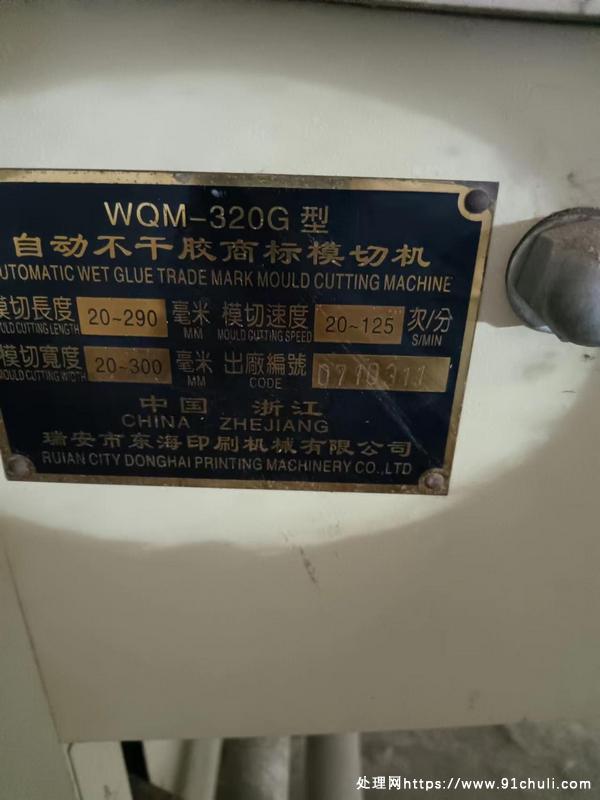 WQM-320G型
自动不干胶商标模切机
AUTOMATIC WET GLUE TRADE MARK MOULD CUTTING MACHINE
模切長度 20~290 毫米 模切速度 20~125 次/分
MOULD CUTTING LENGTH MM MOULD CUTTING SPEED S/MIN
模切寬度 20~300 毫米 出廠編號 0710311
MOULD CUTTING WIDTH MM CODE
中国 浙江
CHINA ZHEJIANG
瑞安市东海印刷机械有限公司
RUIAN CITY DONGHAI PRINTING MACHINERY CO.,LTD
处理网https://www.91chuli.com